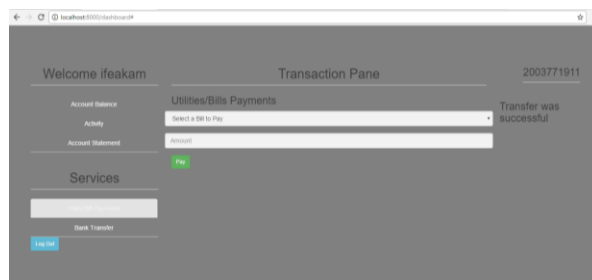 localhost:8000/dashboard#
Welcome ifeakam
Account Balance
Activity
Account Statement
Services
Bank Transfer
Log Out
Transaction Pane
Utilities/Bills Payments
Select a Bill to Pay
Amount
Pay
2003771911
Transfer was
successful